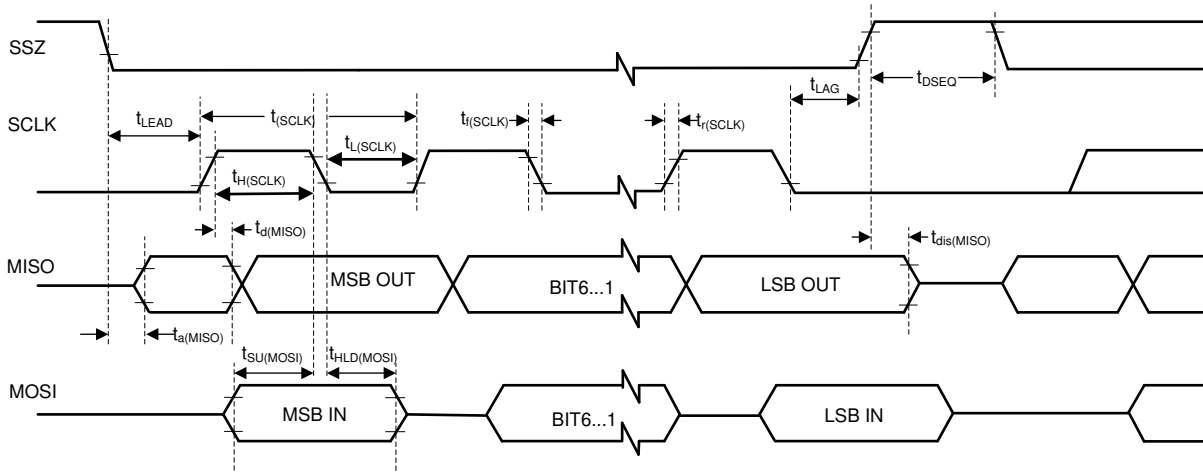 SSZ
tLAG
tDSEQ
tLEAD
t(SCLK)
tf(SCLK)
tr(SCLK)
SCLK
tL(SCLK)
tH(SCLK)
td(MISO)
tdis(MISO)
MISO
MSB OUT
BIT6...1
LSB OUT
ta(MISO)
tSU(MOSI)
tHLD(MOSI)
MOSI
MSB IN
BIT6...1
LSB IN